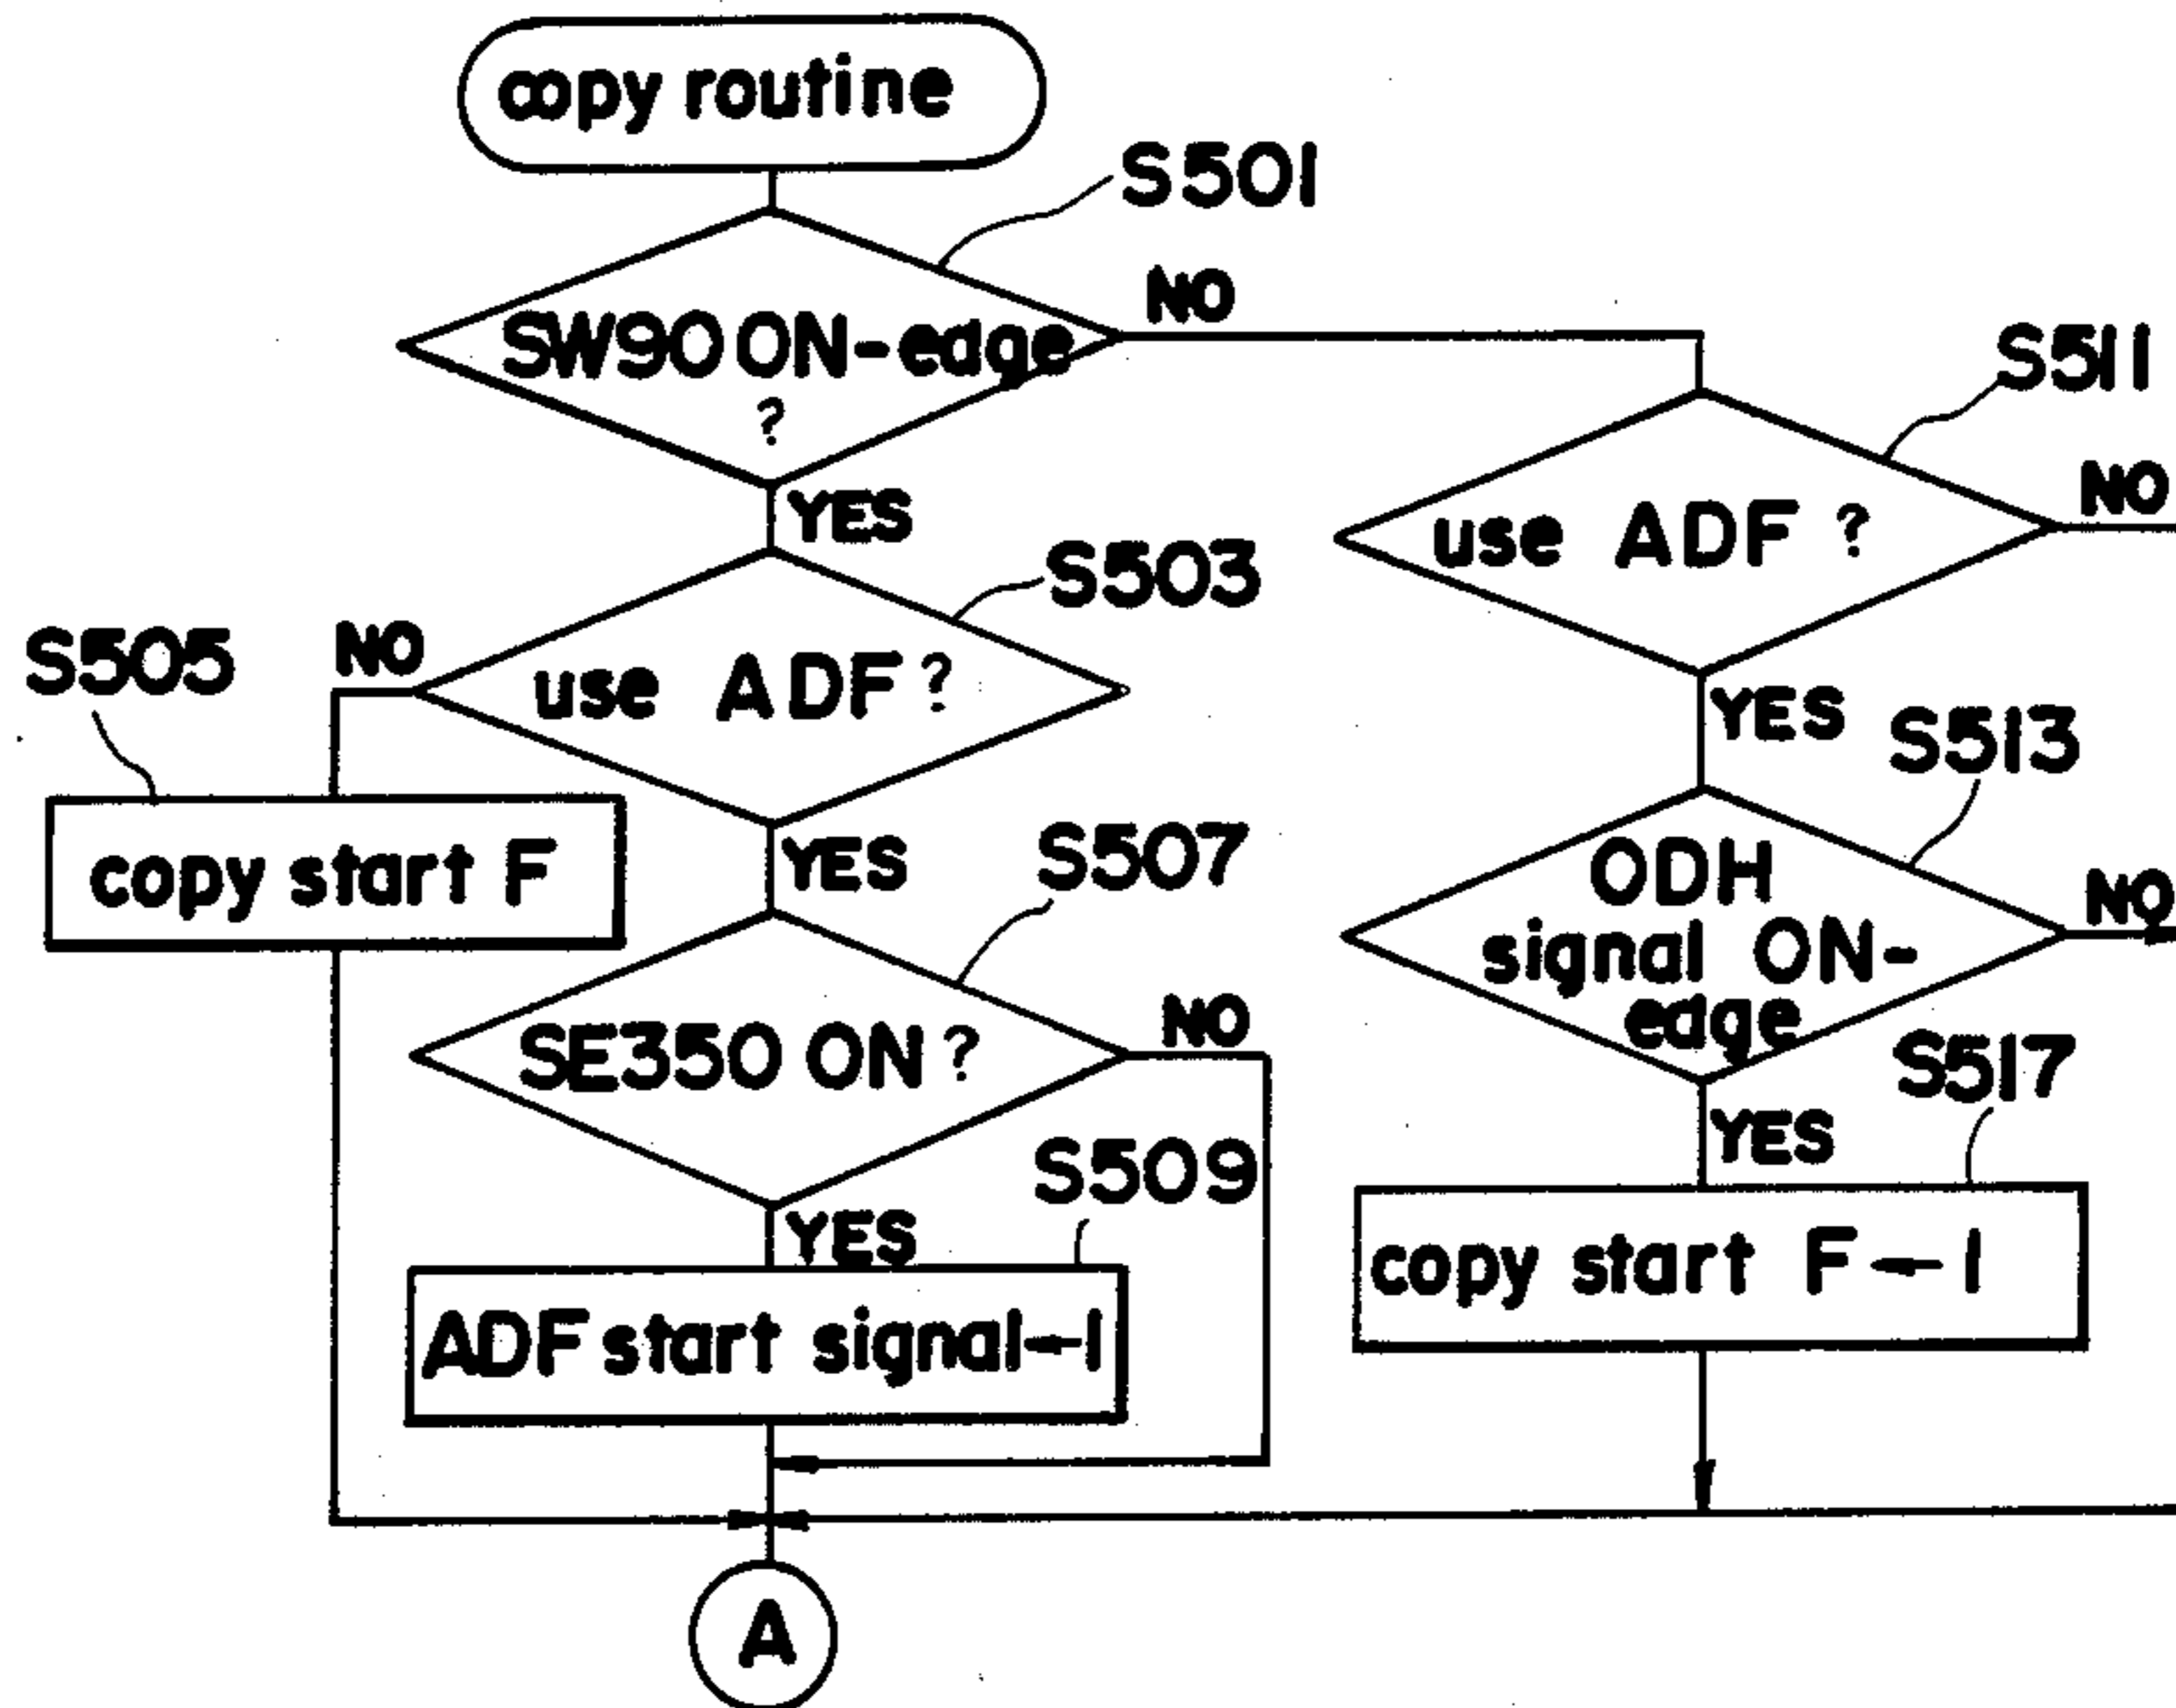 copy routine
S501
SW90 ON-edge
?
NO
YES
S503
use ADF?
NO
S505
copy start F
YES
S507
SE350 ON?
NO
YES
S509
ADF start signal←1
S511
use ADF ?
NO
YES
S513
ODH
signal ON-
edge
NO
YES
S517
copy start F←1
A